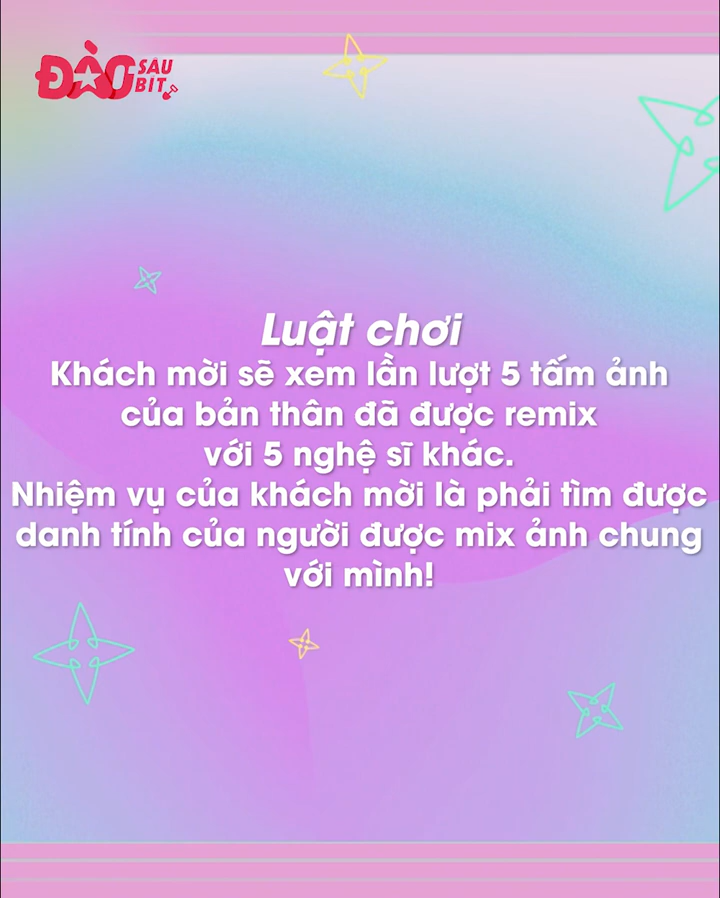 ĐÀO SAU BIT
Luật chơi
Khách mời sẽ xem lần lượt 5 tấm ảnh
của bản thân đã được remix
với 5 nghệ sĩ khác.
Nhiệm vụ của khách mời là phải tìm được
danh tính của người được mix ảnh chung
với mình!